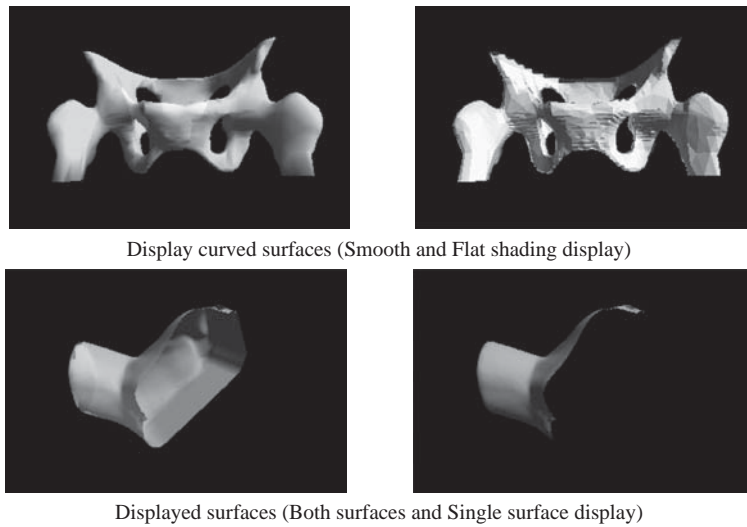 Display curved surfaces (Smooth and Flat shading display)
Displayed surfaces (Both surfaces and Single surface display)